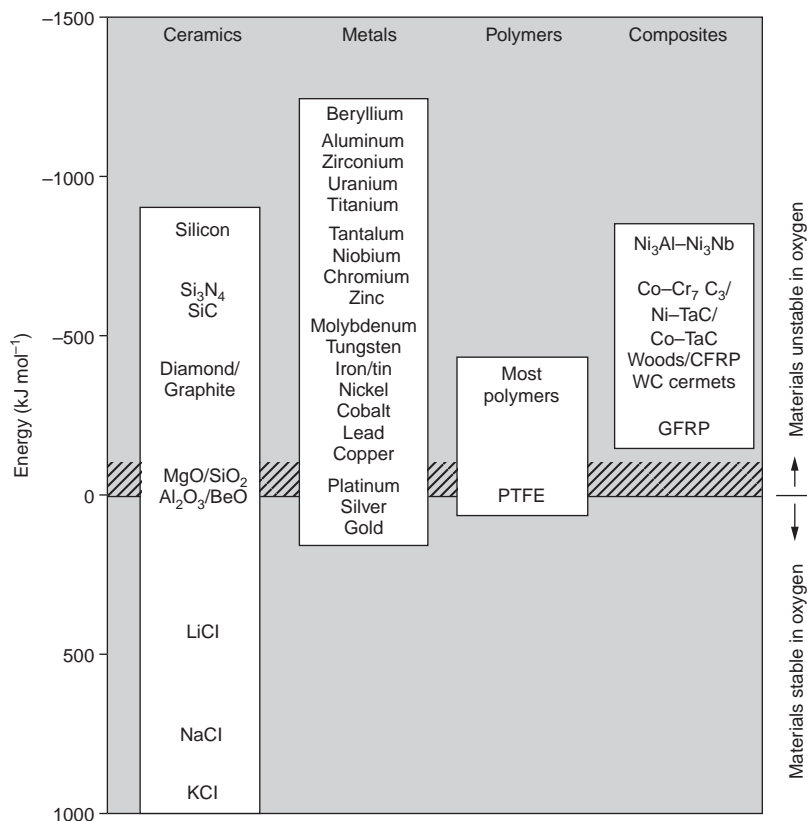 Ceramics
Metals
Polymers
Composites
Energy (kJ mol⁻¹)
−1500
−1000
−500
0
500
1000
Silicon
Si₃N₄
SiC
Diamond/
Graphite
MgO/SiO₂
Al₂O₃/BeO
LiCl
NaCl
KCl
Beryllium
Aluminum
Zirconium
Uranium
Titanium
Tantalum
Niobium
Chromium
Zinc
Molybdenum
Tungsten
Iron/tin
Nickel
Cobalt
Lead
Copper
Platinum
Silver
Gold
Most
polymers
PTFE
Ni₃Al–Ni₃Nb
Co–Cr₇ C₃/
Ni–TaC/
Co–TaC
Woods/CFRP
WC cermets
GFRP
Materials unstable in oxygen
Materials stable in oxygen